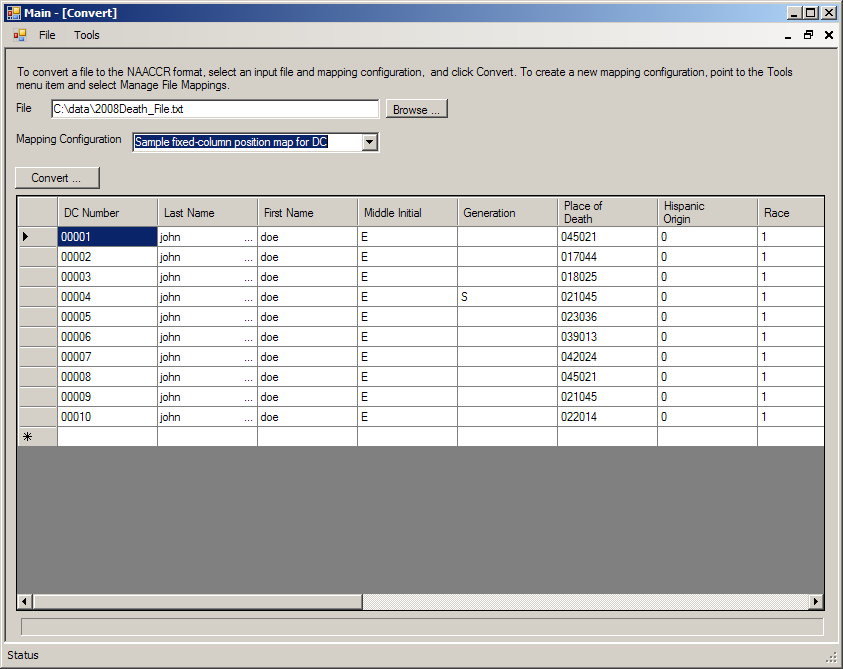 Main - [Convert]
File Tools
To convert a file to the NAACCR format, select an input file and mapping configuration, and click Convert. To create a new mapping configuration, point to the Tools
menu item and select Manage File Mappings.
File C:\data\2008Death_File.txt Browse ...
Mapping Configuration Sample fixed-column position map for DC
Convert ...
DC Number Last Name First Name Middle Initial Generation Place of Death Hispanic Origin Race
00001 john ... doe E 045021 0 1
00002 john ... doe E 017044 0 1
00003 john ... doe E 018025 0 1
00004 john ... doe E S 021045 0 1
00005 john ... doe E 023036 0 1
00006 john ... doe E 039013 0 1
00007 john ... doe E 042024 0 1
00008 john ... doe E 045021 0 1
00009 john ... doe E 021045 0 1
00010 john ... doe E 022014 0 1
Status